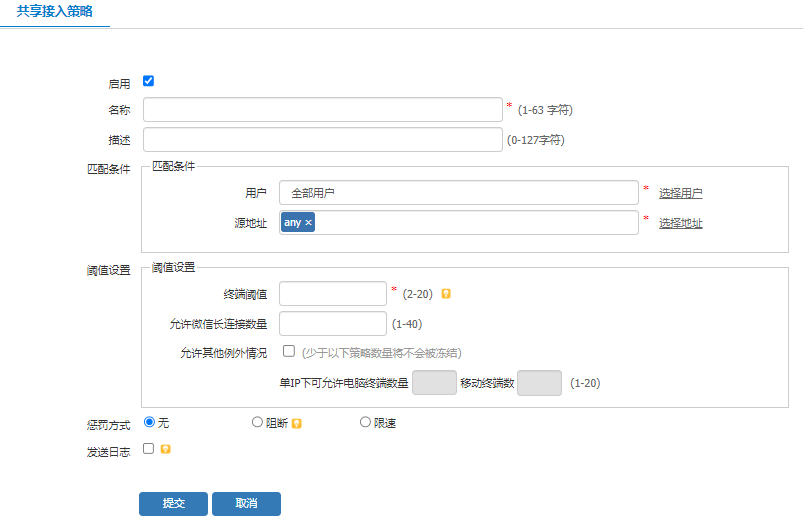 共享接入策略
启用
名称 * (1-63 字符)
描述 (0-127字符)
匹配条件 匹配条件
用户 全部用户 * 选择用户
源地址 any × * 选择地址
阈值设置 阈值设置
终端阈值 * (2-20)
允许微信长连接数量 (1-40)
允许其他例外情况 (少于以下策略数量将不会被冻结)
单IP下可允许电脑终端数量 移动终端数 (1-20)
惩罚方式 无 阻断 限速
发送日志
提交 取消